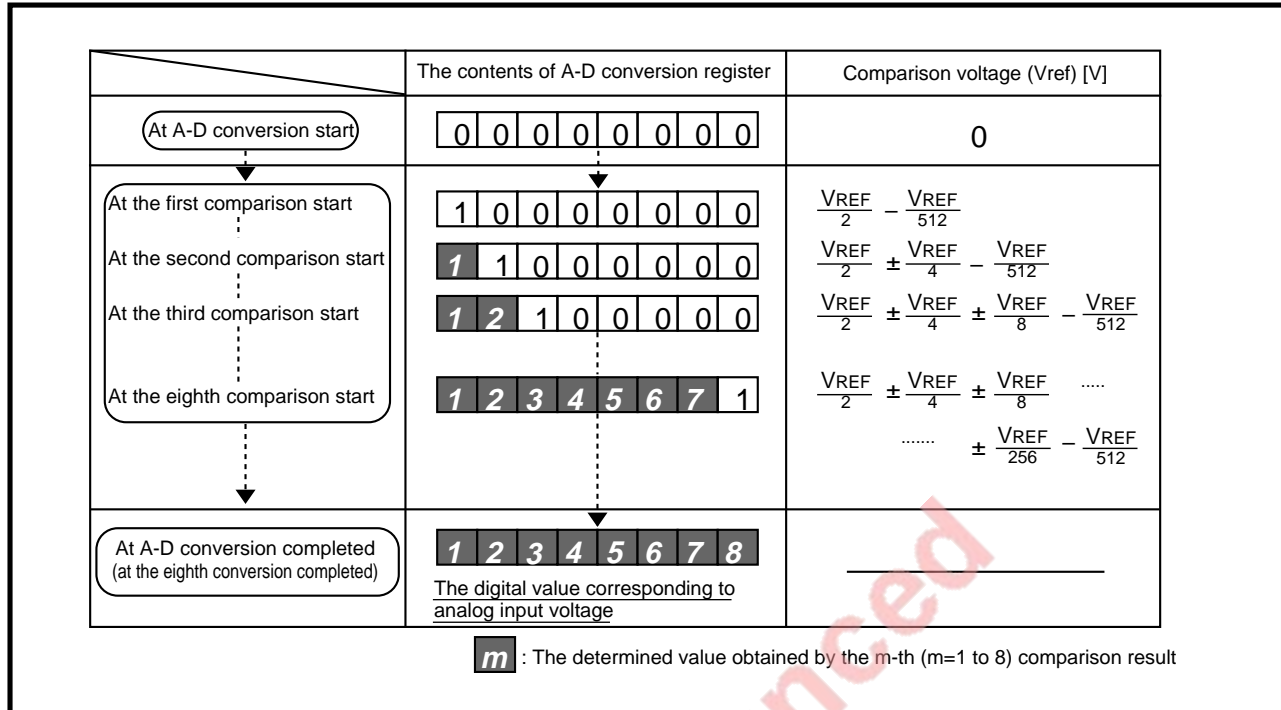 The contents of A-D conversion register Comparison voltage (Vref) [V]
At A-D conversion start 0 0 0 0 0 0 0 0 0
At the first comparison start 1 0 0 0 0 0 0 0 VREF/2 – VREF/512
At the second comparison start 1 1 0 0 0 0 0 0 VREF/2 ± VREF/4 – VREF/512
At the third comparison start 1 2 1 0 0 0 0 0 VREF/2 ± VREF/4 ± VREF/8 – VREF/512
At the eighth comparison start 1 2 3 4 5 6 7 1 VREF/2 ± VREF/4 ± VREF/8 .....
....... ± VREF/256 – VREF/512
At A-D conversion completed 1 2 3 4 5 6 7 8
(at the eighth conversion completed)
The digital value corresponding to
analog input voltage
m : The determined value obtained by the m-th (m=1 to 8) comparison result
nced